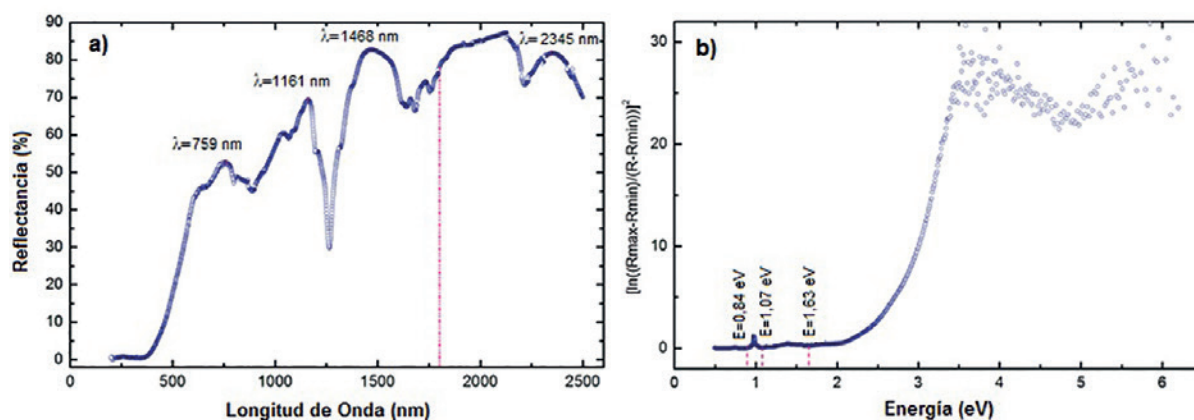 a)
λ=759 nm
λ=1161 nm
λ=1468 nm
λ=2345 nm
Reflectancia (%)
90
80
70
60
50
40
30
20
10
0
0 500 1000 1500 2000 2500
Longitud de Onda (nm)
b)
[ln((Rmax-Rmin)/(R-Rmin))]²
30
20
10
0
E=0,84 eV
E=1,07 eV
E=1,63 eV
0 1 2 3 4 5 6
Energía (eV)